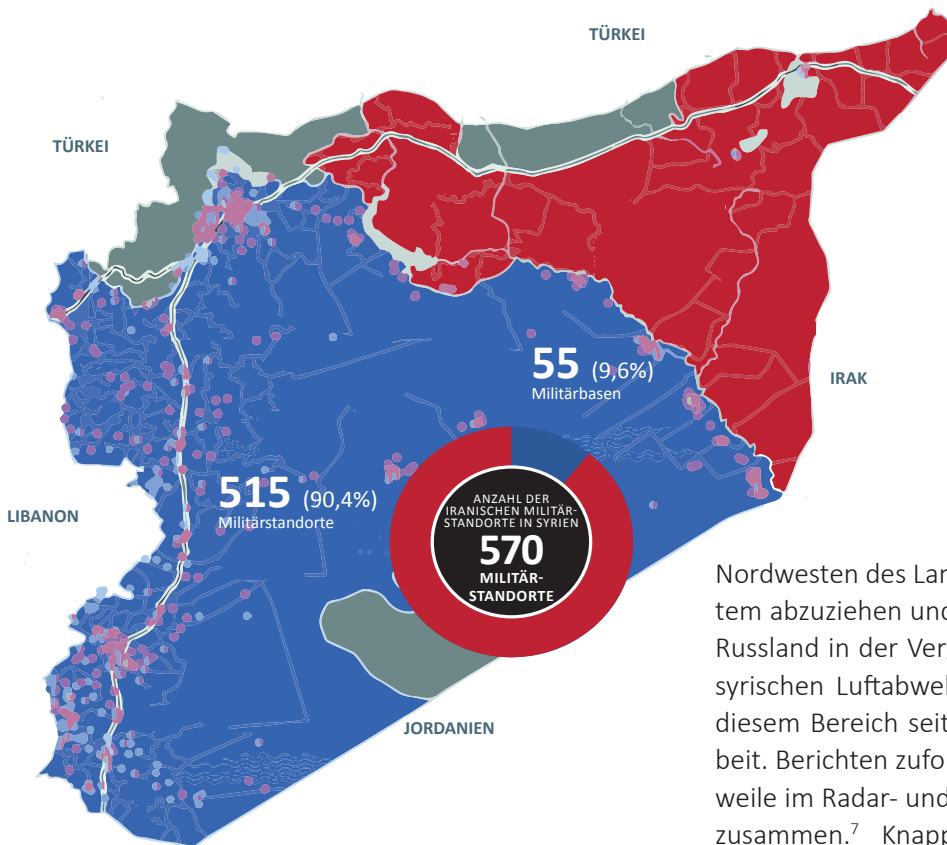 TÜRKEI
TÜRKEI
55 (9,6%)
Militärbasen
IRAK
515 (90,4%)
Militärstandorte
LIBANON
ANZAHL DER
IRANISCHEN MILITÄR-
STANDORTE IN SYRIEN
570
MILITÄR-
STANDORTE
JORDANIEN
Nordwesten des Lan
tem abzuziehen und
Russland in der Ver
syrischen Luftabwel
diesem Bereich seit
beit. Berichten zufo
weile im Radar- und
zusammen.7 Knapp